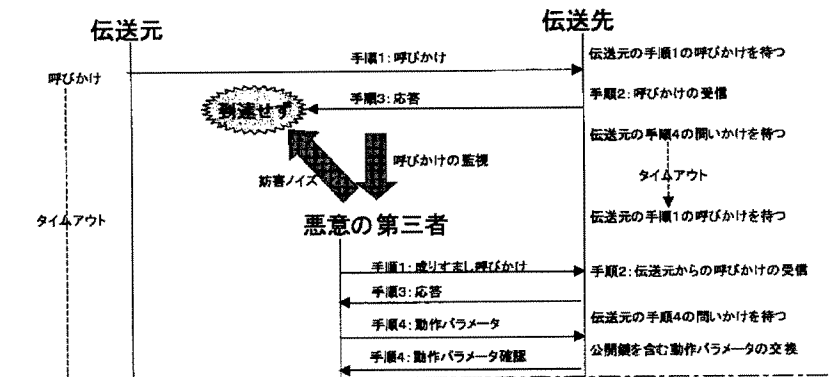 伝送元
伝送先
手順1:呼びかけ
伝送元の手順1の呼びかけを待つ
呼びかけ
手順3:応答
手順2:呼びかけの受信
到達せず
伝送元の手順4の問いかけを待つ
呼びかけの監視
妨害ノイズ
タイムアウト
タイムアウト
悪意の第三者
伝送元の手順1の呼びかけを待つ
手順1:成りすまし呼びかけ
手順2:伝送元からの呼びかけの受信
手順3:応答
伝送元の手順4の問いかけを待つ
手順4:動作パラメータ
公開鍵を含む動作パラメータの交換
手順4:動作パラメータ確認